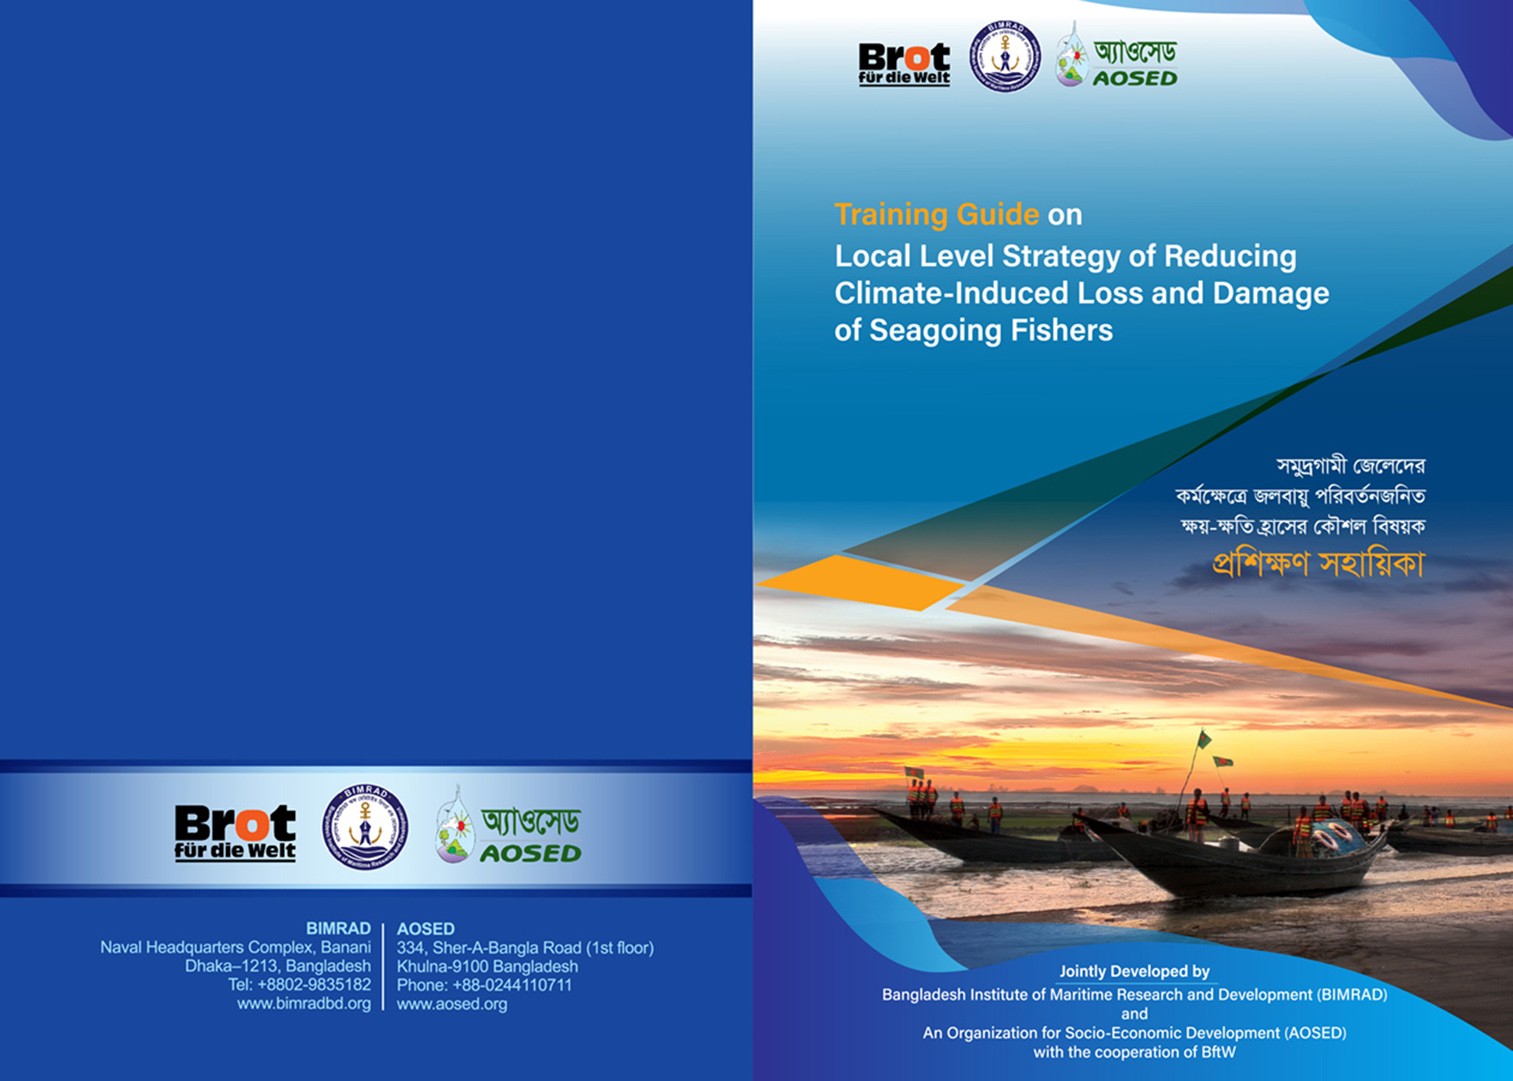 Brot
für die Welt
BIMRAD
অ্যাওসেড
AOSED
BIMRAD
Naval Headquarters Complex, Banani
Dhaka–1213, Bangladesh
Tel: +8802-9835182
www.bimradbd.org
AOSED
334, Sher-A-Bangla Road (1st floor)
Khulna-9100 Bangladesh
Phone: +88-0244110711
www.aosed.org
Brot
für die Welt
BIMRAD
অ্যাওসেড
AOSED
Training Guide on
Local Level Strategy of Reducing
Climate-Induced Loss and Damage
of Seagoing Fishers
সমুদ্রগামী জেলেদের
কর্মক্ষেত্রে জলবায়ু পরিবর্তনজনিত
ক্ষয়-ক্ষতি হ্রাসের কৌশল বিষয়ক
প্রশিক্ষণ সহায়িকা
Jointly Developed by
Bangladesh Institute of Maritime Research and Development (BIMRAD)
and
An Organization for Socio-Economic Development (AOSED)
with the cooperation of BftW